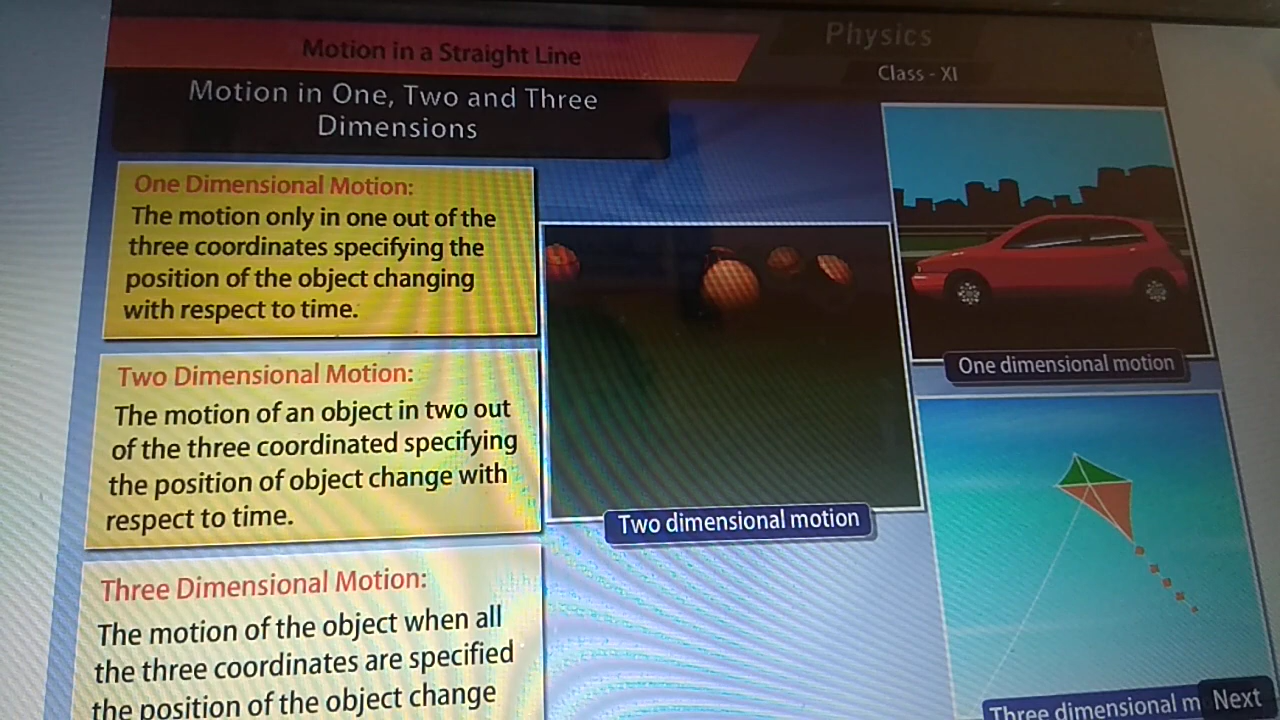 Motion in a Straight Line
Physics
Class - XI
Motion in One, Two and Three
Dimensions
One Dimensional Motion:
The motion only in one out of the
three coordinates specifying the
position of the object changing
with respect to time.
Two Dimensional Motion:
The motion of an object in two out
of the three coordinated specifying
the position of object change with
respect to time.
Three Dimensional Motion:
The motion of the object when all
the three coordinates are specified
the position of the object change
Two dimensional motion
One dimensional motion
Three dimensional m
Next